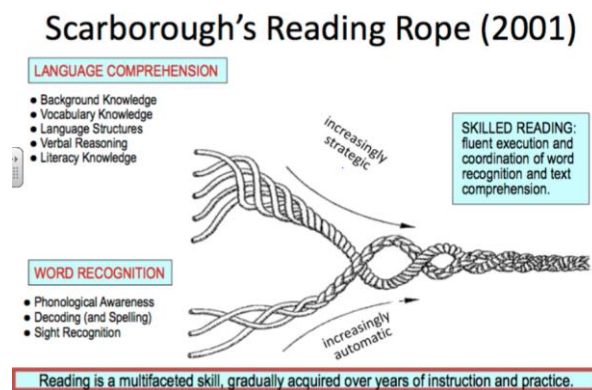 Scarborough's Reading Rope (2001)
LANGUAGE COMPREHENSION
● Background Knowledge
● Vocabulary Knowledge
● Language Structures
● Verbal Reasoning
● Literacy Knowledge
increasingly
strategic
SKILLED READING:
fluent execution and
coordination of word
recognition and text
comprehension.
WORD RECOGNITION
● Phonological Awareness
● Decoding (and Spelling)
● Sight Recognition
increasingly
automatic
Reading is a multifaceted skill, gradually acquired over years of instruction and practice.